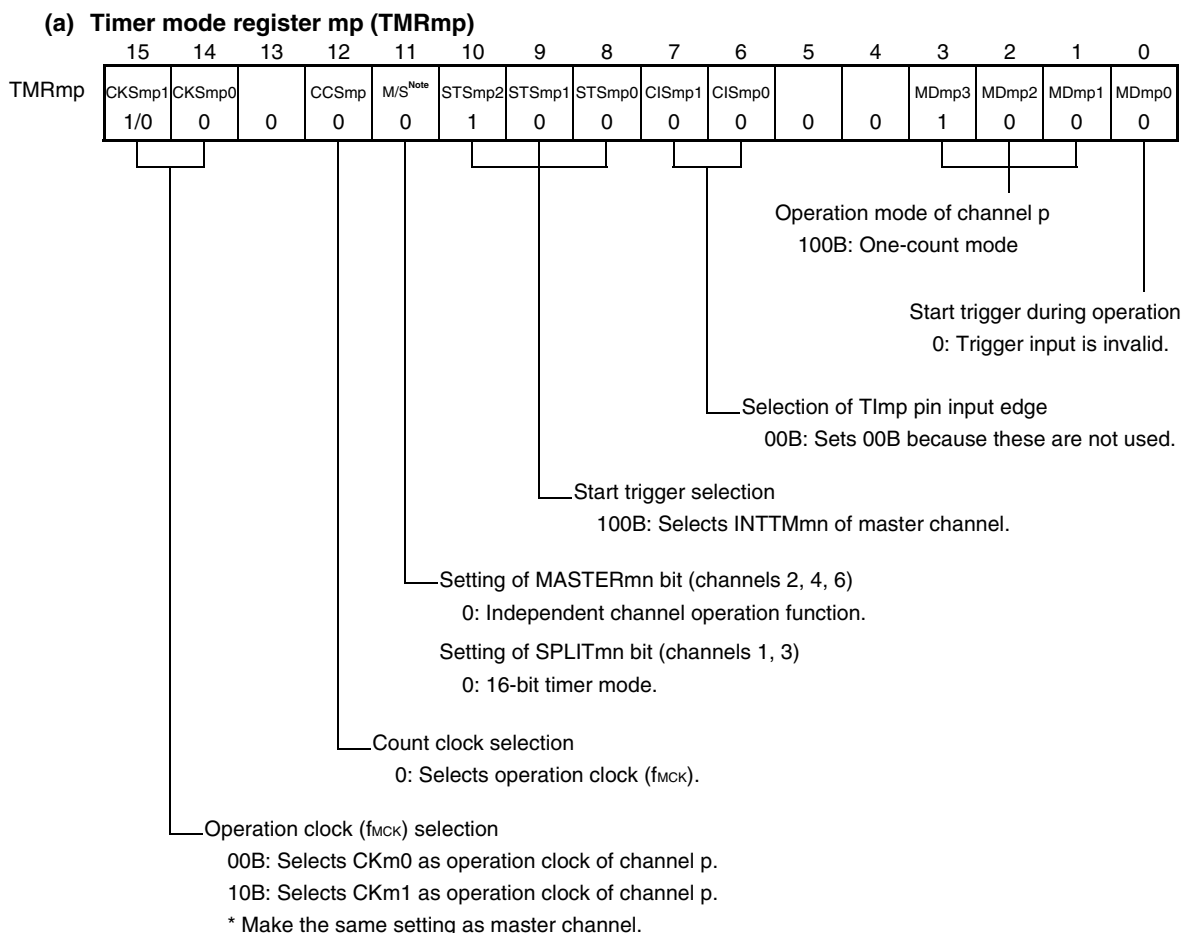 (a) Timer mode register mp (TMRmp)
15 14 13 12 11 10 9 8 7 6 5 4 3 2 1 0
TMRmp CKSmp1 CKSmp0 CCSmp M/SNote STSmp2 STSmp1 STSmp0 CISmp1 CISmp0 MDmp3 MDmp2 MDmp1 MDmp0
1/0 0 0 0 0 1 0 0 0 0 0 0 1 0 0 0
Operation mode of channel p
100B: One-count mode
Start trigger during operation
0: Trigger input is invalid.
Selection of TImp pin input edge
00B: Sets 00B because these are not used.
Start trigger selection
100B: Selects INTTMmn of master channel.
Setting of MASTERmn bit (channels 2, 4, 6)
0: Independent channel operation function.
Setting of SPLITmn bit (channels 1, 3)
0: 16-bit timer mode.
Count clock selection
0: Selects operation clock (fMCK).
Operation clock (fMCK) selection
00B: Selects CKm0 as operation clock of channel p.
10B: Selects CKm1 as operation clock of channel p.
* Make the same setting as master channel.